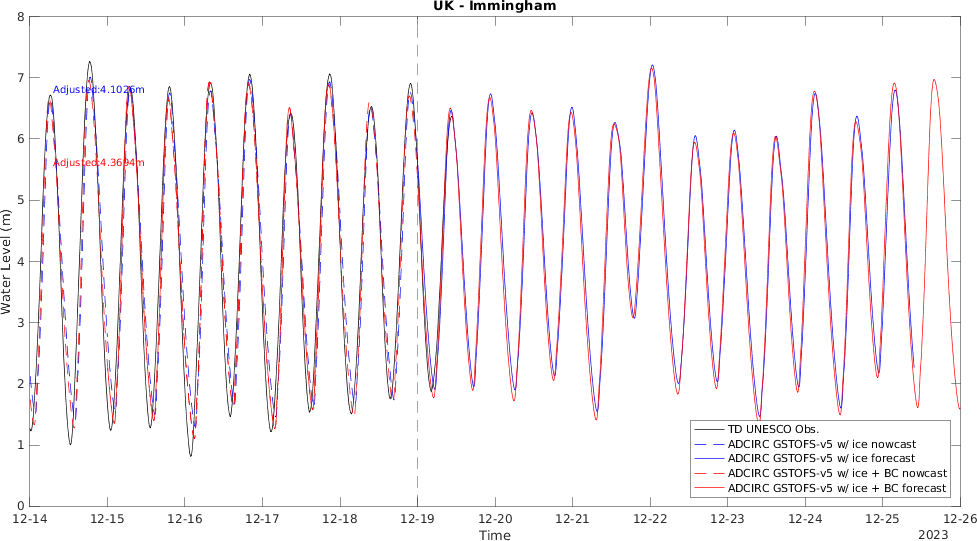 UK - Immingham
8
7
6
5
4
3
2
1
0
Water Level (m)
Adjusted:4.1026m
Adjusted:4.3694m
TD UNESCO Obs.
ADCIRC GSTOFS-v5 w/ ice nowcast
ADCIRC GSTOFS-v5 w/ ice forecast
ADCIRC GSTOFS-v5 w/ ice + BC nowcast
ADCIRC GSTOFS-v5 w/ ice + BC forecast
12-14 12-15 12-16 12-17 12-18 12-19 12-20 12-21 12-22 12-23 12-24 12-25 12-26
Time
2023